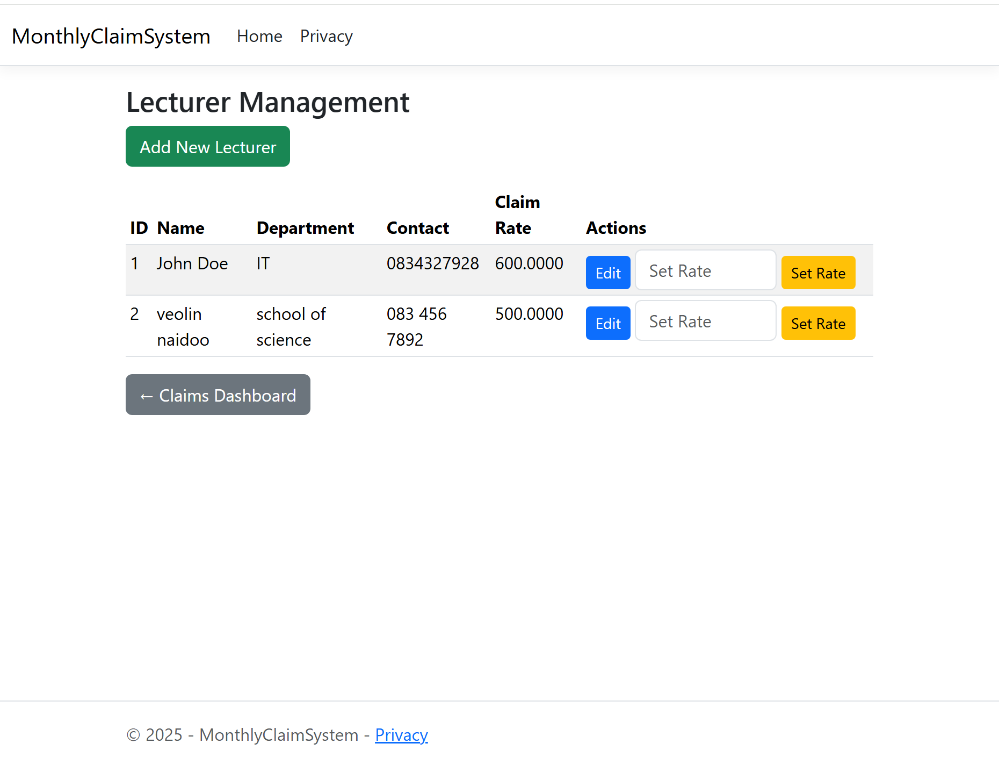 MonthlyClaimSystem Home Privacy
Lecturer Management
Add New Lecturer
ID Name Department Contact Claim Rate Actions
1 John Doe IT 0834327928 600.0000 Edit Set Rate Set Rate
2 veolin naidoo school of science 083 456 7892 500.0000 Edit Set Rate Set Rate
← Claims Dashboard
© 2025 - MonthlyClaimSystem - Privacy